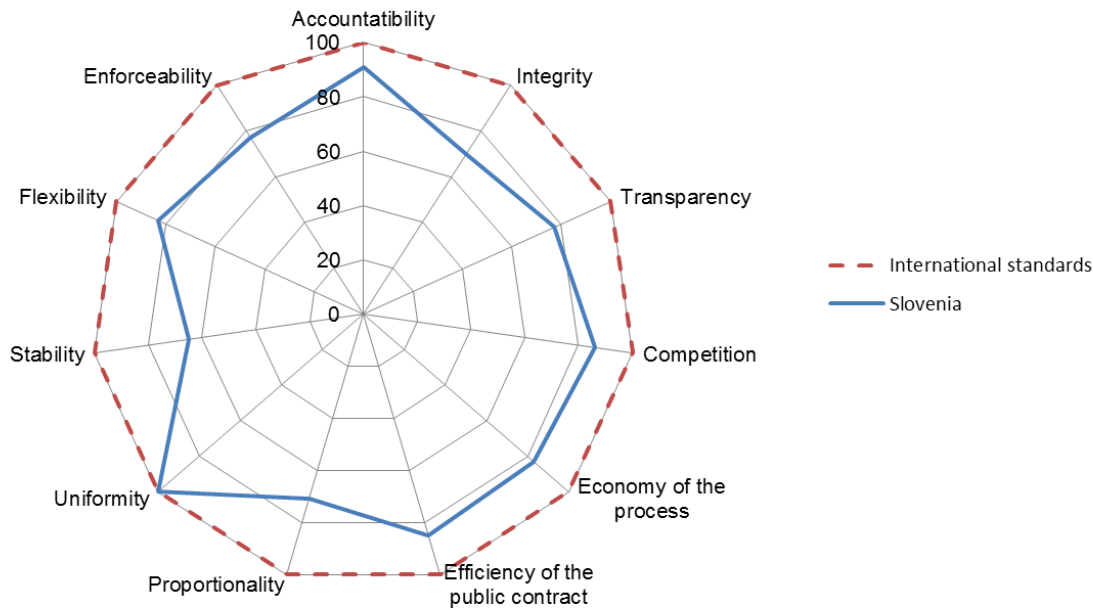 Accountatibility
100
Enforceability
Integrity
80
60
Flexibility
Transparency
40
20
International standards
0
Slovenia
Stability
Competition
Uniformity
Economy of the
process
Proportionality
Efficiency of the
public contract